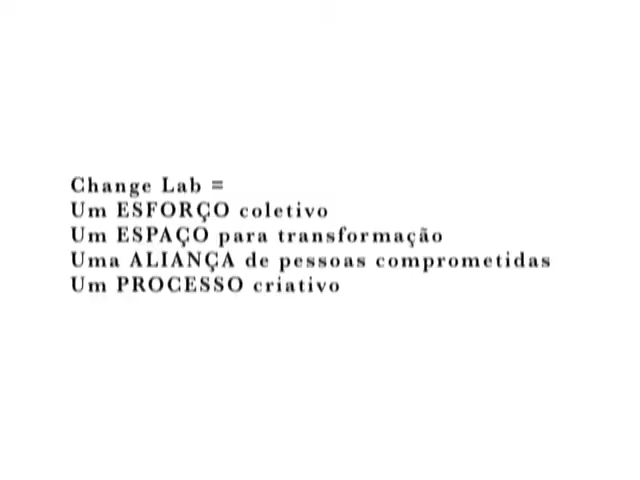 Change Lab =
Um ESFORÇO coletivo
Um ESPAÇO para transformação
Uma ALIANÇA de pessoas comprometidas
Um PROCESSO criativo